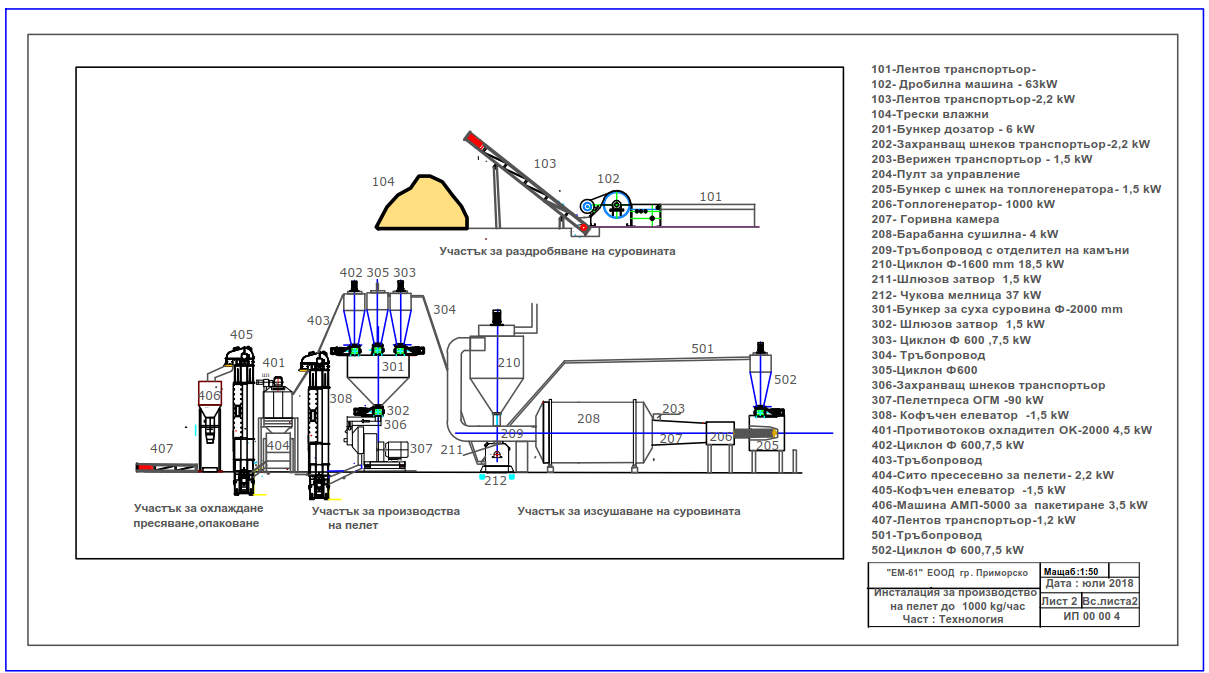 101-Лентов транспортьор-
102- Дробилна машина - 63kW
103-Лентов транспортьор-2,2 kW
104-Трески влажни
201-Бункер дозатор - 6 kW
202-Захранващ шнеков транспортьор-2,2 kW
203-Верижен транспортьор - 1,5 kW
204-Пулт за управление
205-Бункер с шнек на топлогенератора- 1,5 kW
206-Топлогенератор- 1000 kW
207- Горивна камера
208-Барабанна сушилна- 4 kW
209-Тръбопровод с отделител на камъни
210-Циклон Ф-1600 mm 18,5 kW
211-Шлюзов затвор 1,5 kW
212- Чукова мелница 37 kW
301-Бункер за суха суровина Ф-2000 mm
302- Шлюзов затвор 1,5 kW
303- Циклон Ф 600 ,7,5 kW
304- Тръбопровод
305-Циклон Ф600
306-Захранващ шнеков транспортьор
307-Пелетпреса ОГМ -90 kW
308- Кофъчен елеватор -1,5 kW
401-Противотоков охладител ОК-2000 4,5 kW
402-Циклон Ф 600,7,5 kW
403-Тръбопровод
404-Сито пресесевно за пелети- 2,2 kW
405-Кофъчен елеватор -1,5 kW
406-Машина АМП-5000 за пакетиране 3,5 kW
407-Лентов транспортьор-1,2 kW
501-Тръбопровод
502-Циклон Ф 600,7,5 kW
104
103
102
101
Участък за раздробяване на суровината
402 305 303
304
403
405
401
301
406
308
302
306
404
407
307
210
501
502
208
203
209
207
206
205
211
212
Участък за охлаждане
пресяване,опаковане
Участък за производства
на пелет
Участък за изсушаване на суровината
"ЕМ-61" ЕООД гр. Приморско
Мащаб:1:50
Дата : юли 2018
Инсталация за производство
на пелет до 1000 kg/час
Част : Технология
Лист 2
Вс.листа2
ИП 00 00 4